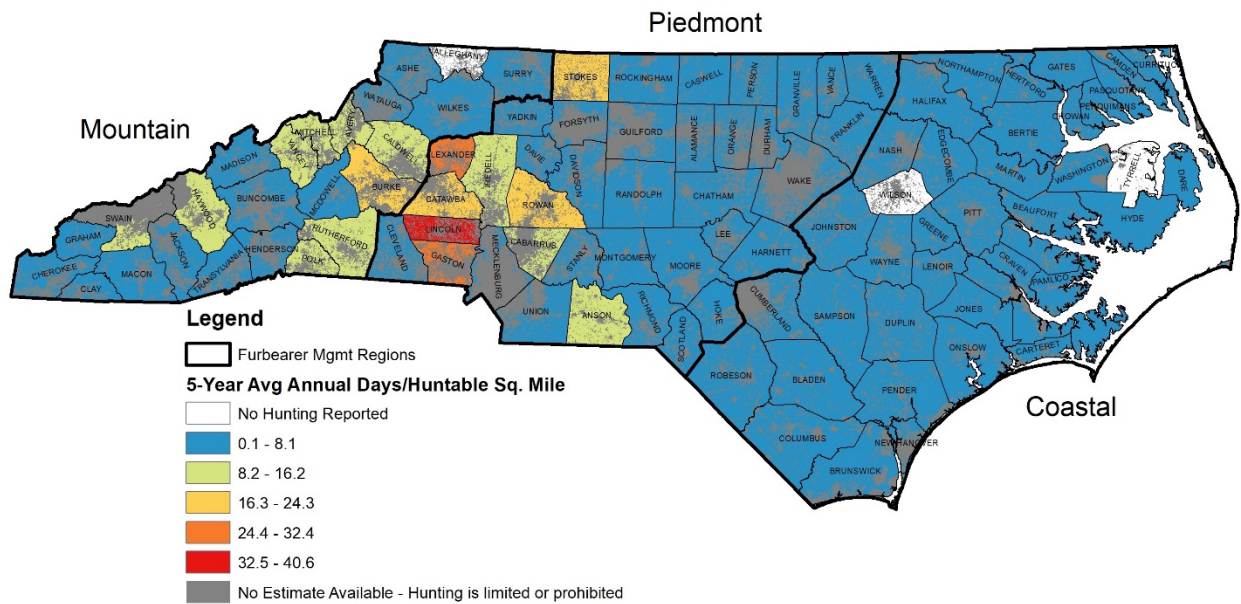 Piedmont
Mountain
Coastal
ALLEGHANY
ASHE
SURRY
STOKES
ROCKINGHAM
CASWELL
PERSON
GRANVILLE
VANCE
WARREN
NORTHAMPTON
HERTFORD
GATES
CAMDEN
CURRITUCK
PASQUOTANK
PERQUIMANS
CHOWAN
HALIFAX
WATAUGA
WILKES
YADKIN
FORSYTH
GUILFORD
ALAMANCE
ORANGE
DURHAM
FRANKLIN
NASH
EDGECOMBE
BERTIE
MARTIN
WASHINGTON
TYRRELL
DARE
MITCHELL
AVERY
YANCEY
CALDWELL
LEXANDER
IREDELL
DAVIE
DAVIDSON
RANDOLPH
CHATHAM
WAKE
WILSON
PITT
BEAUFORT
HYDE
MADISON
HAYWOOD
BUNCOMBE
MCDOWELL
BURKE
CATAWBA
ROWAN
SWAIN
GRAHAM
JACKSON
HENDERSON
TRANSYLVANIA
RUTHERFORD
POLK
CLEVELAND
LINCOLN
GASTON
MECKLENBURG
CABARRUS
STANLY
MONTGOMERY
MOORE
LEE
HARNETT
JOHNSTON
GREENE
WAYNE
LENOIR
CRAVEN
PAMLICO
CHEROKEE
CLAY
MACON
UNION
ANSON
RICHMOND
SCOTLAND
HOKE
CUMBERLAND
SAMPSON
DUPLIN
JONES
ONSLOW
CARTERET
ROBESON
BLADEN
PENDER
COLUMBUS
NEW HANOVER
BRUNSWICK
Legend
Furbearer Mgmt Regions
5-Year Avg Annual Days/Huntable Sq. Mile
No Hunting Reported
0.1 - 8.1
8.2 - 16.2
16.3 - 24.3
24.4 - 32.4
32.5 - 40.6
No Estimate Available - Hunting is limited or prohibited